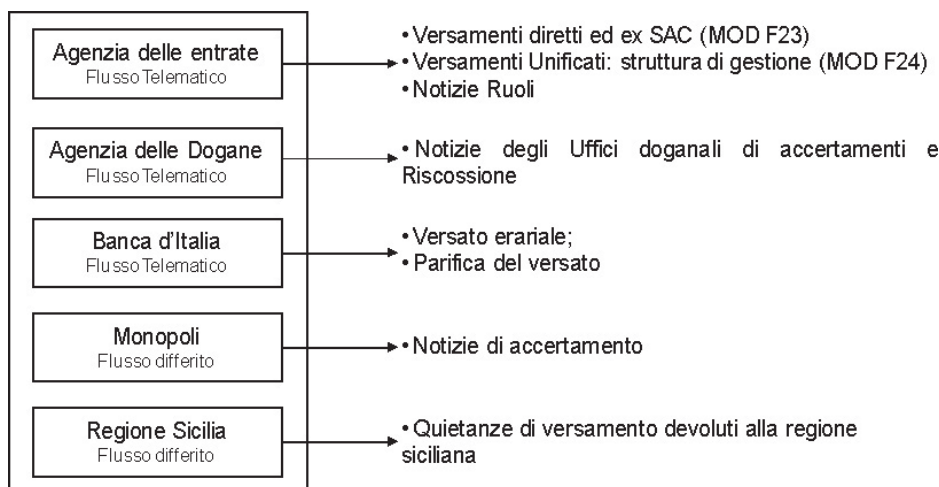 Agenzia delle entrate
Flusso Telematico
• Versamenti diretti ed ex SAC (MOD F23)
• Versamenti Unificati: struttura di gestione (MOD F24)
• Notizie Ruoli
Agenzia delle Dogane
Flusso Telematico
• Notizie degli Uffici doganali di accertamenti e
Riscossione
Banca d'Italia
Flusso Telematico
• Versato erariale;
• Parifica del versato
Monopoli
Flusso differito
• Notizie di accertamento
Regione Sicilia
Flusso differito
• Quietanze di versamento devoluti alla regione
siciliana